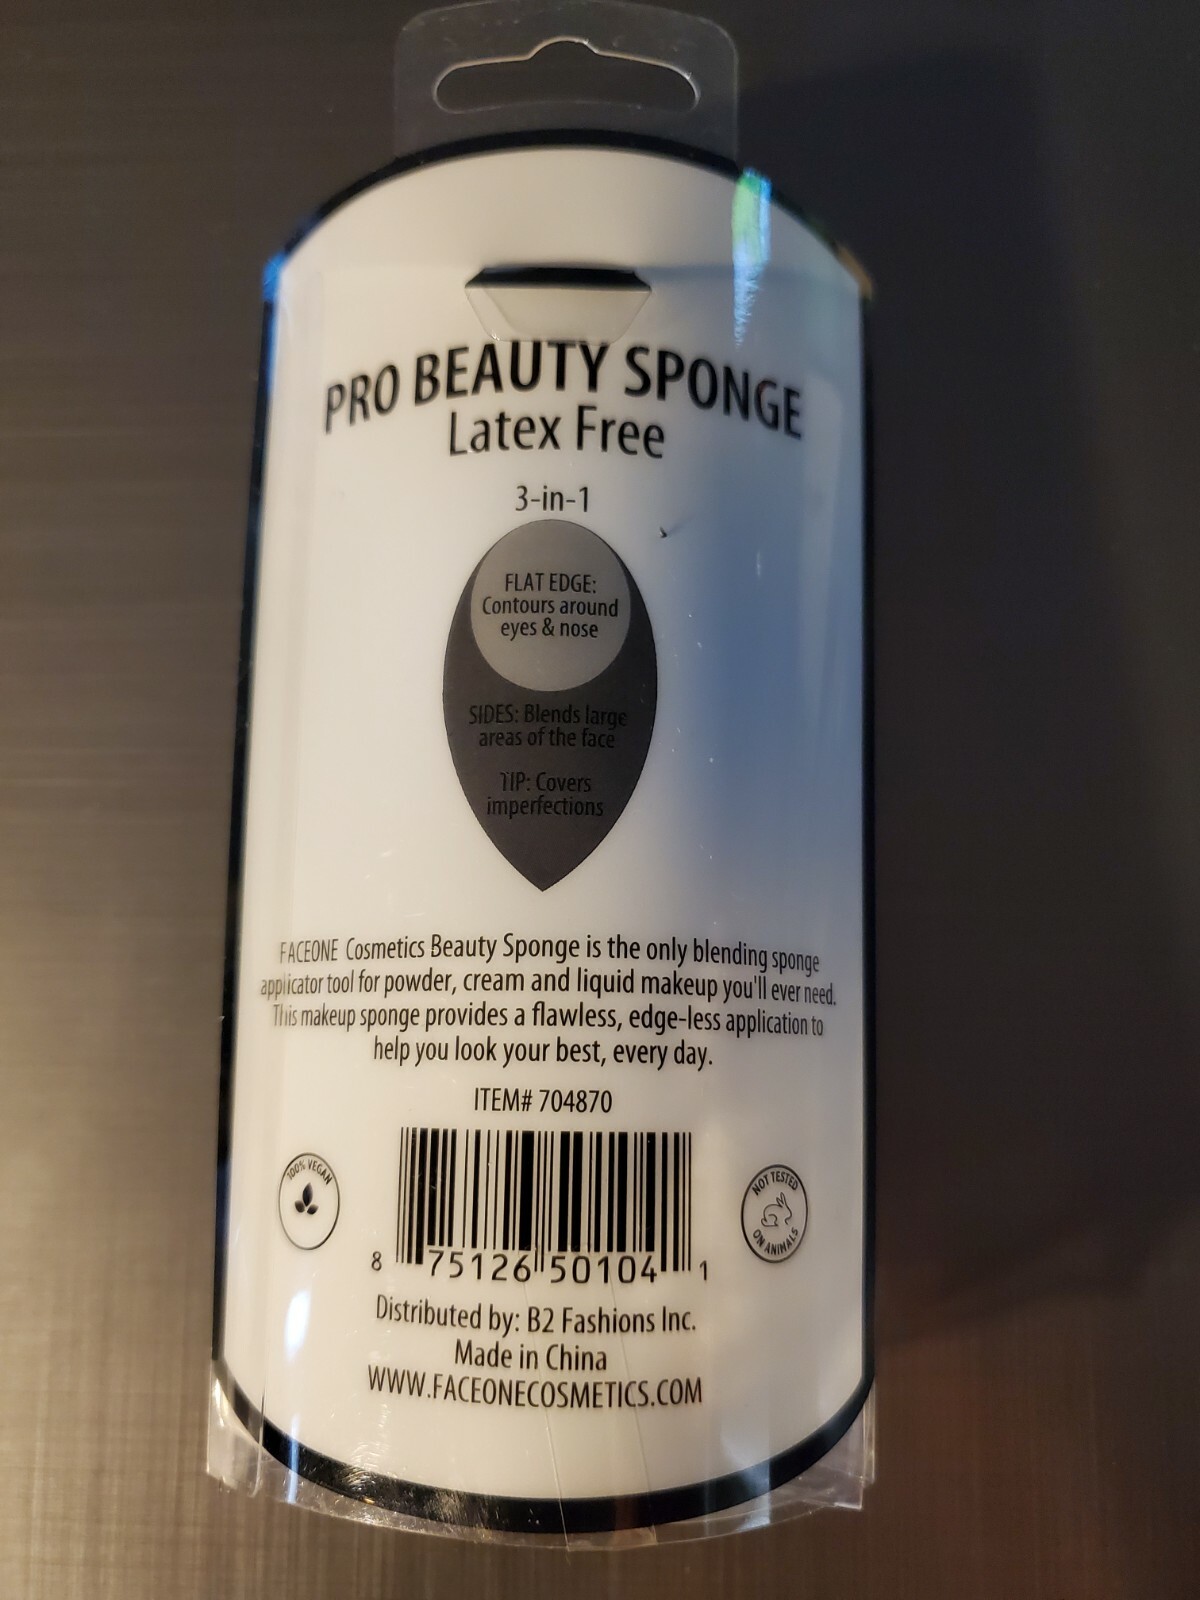 PRO BEAUTY SPONGE
Latex Free
3-in-1
FLAT EDGE:
Contours around
eyes & nose
SIDES: Blends large
areas of the face
TIP: Covers
imperfections
FACEONE Cosmetics Beauty Sponge is the only blending sponge
applicator tool for powder, cream and liquid makeup you'll ever need.
This makeup sponge provides a flawless, edge-less application to
help you look your best, every day.
ITEM# 704870
100% VEGAN
NOT TESTED
ON ANIMALS
8 75126 50104 1
Distributed by: B2 Fashions Inc.
Made in China
WWW.FACEONECOSMETICS.COM